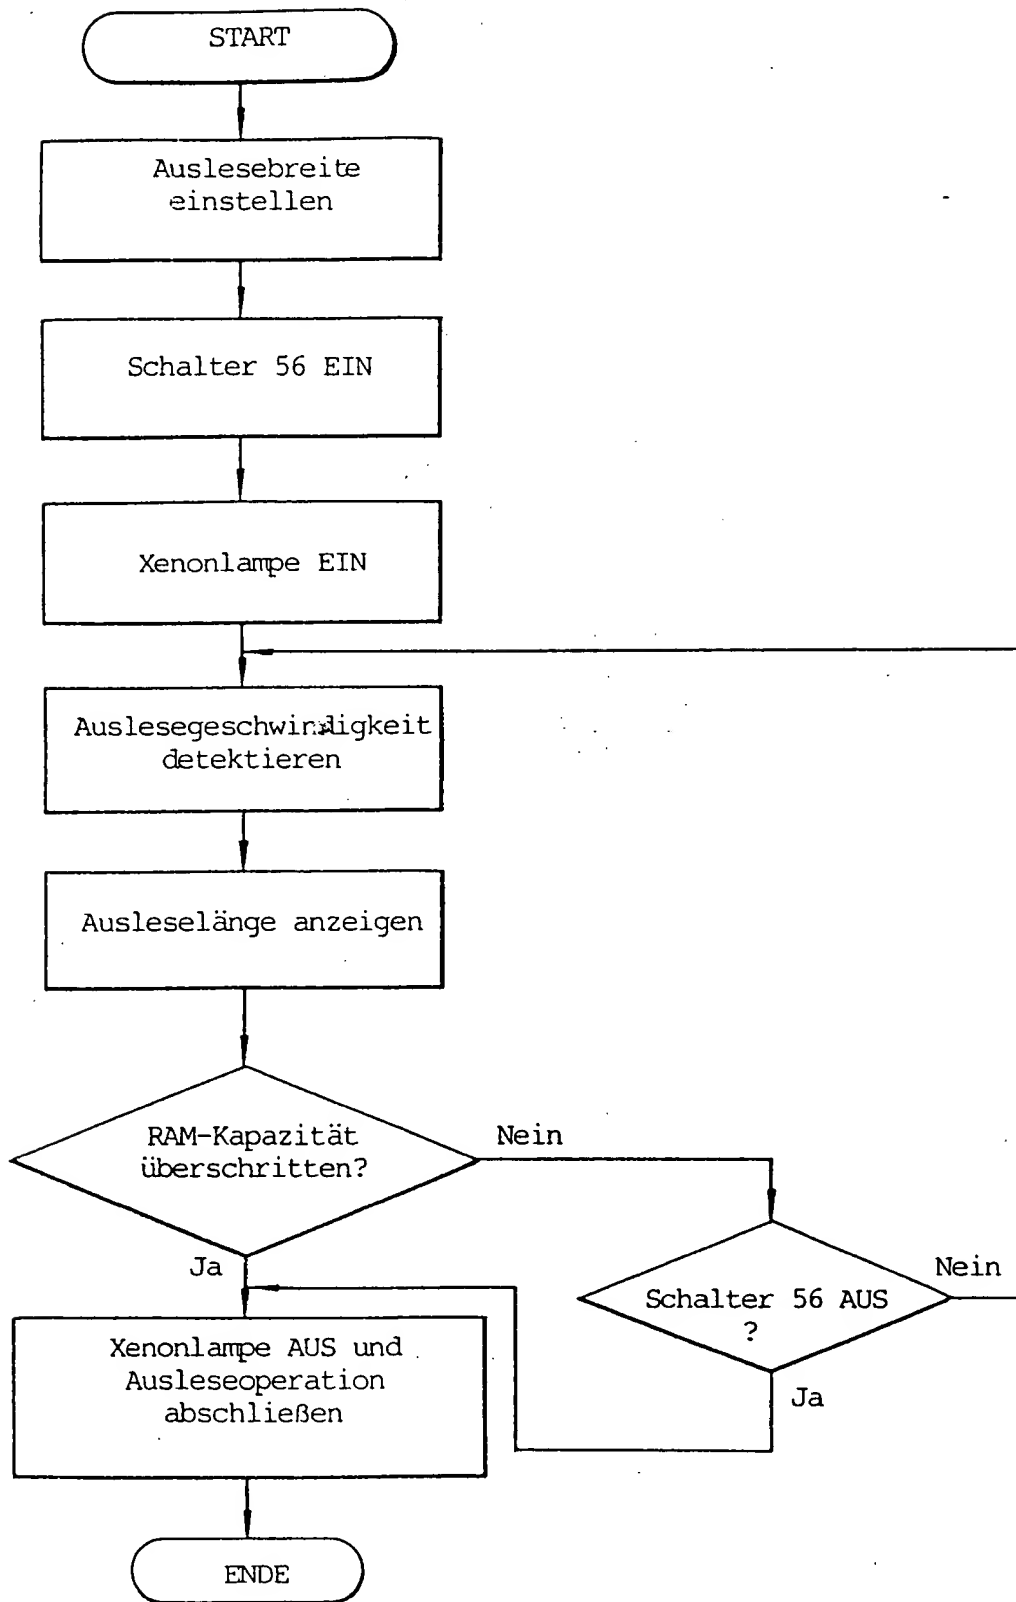 START
Auslesebreite
einstellen
Schalter 56 EIN
Xenonlampe EIN
Auslesegeschwindigkeit
detektieren
Ausleselänge anzeigen
RAM-Kapazität
überschritten?
Nein
Ja
Schalter 56 AUS
?
Nein
Ja
Xenonlampe AUS und
Ausleseoperation
abschließen
ENDE